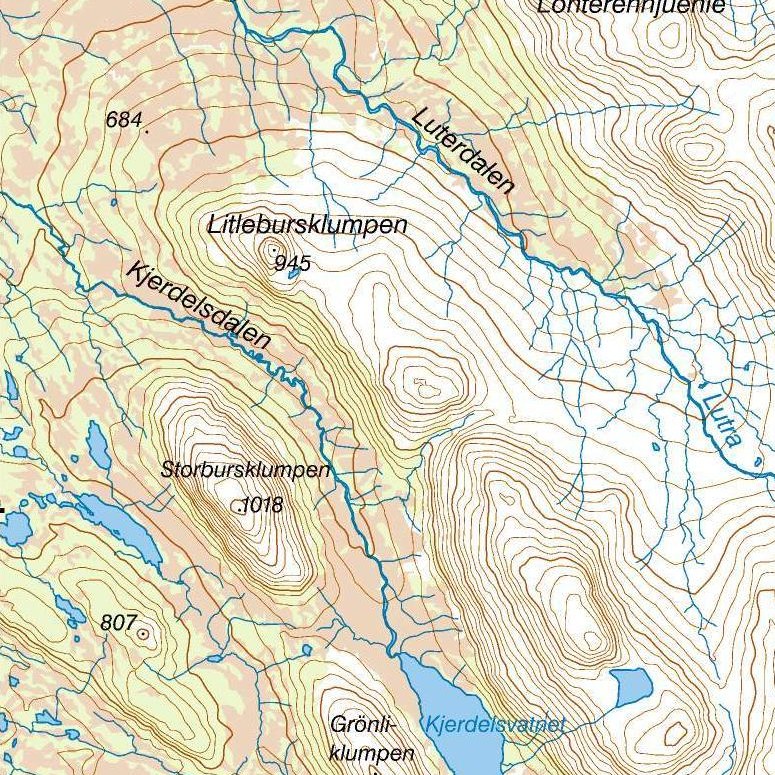 684
Luterdalen
Litlebursklumpen
945
Kjerdelsdalen
Lutra
Storbursklumpen
1018
807
Grönli-
klumpen
Kjerdelsvatnet